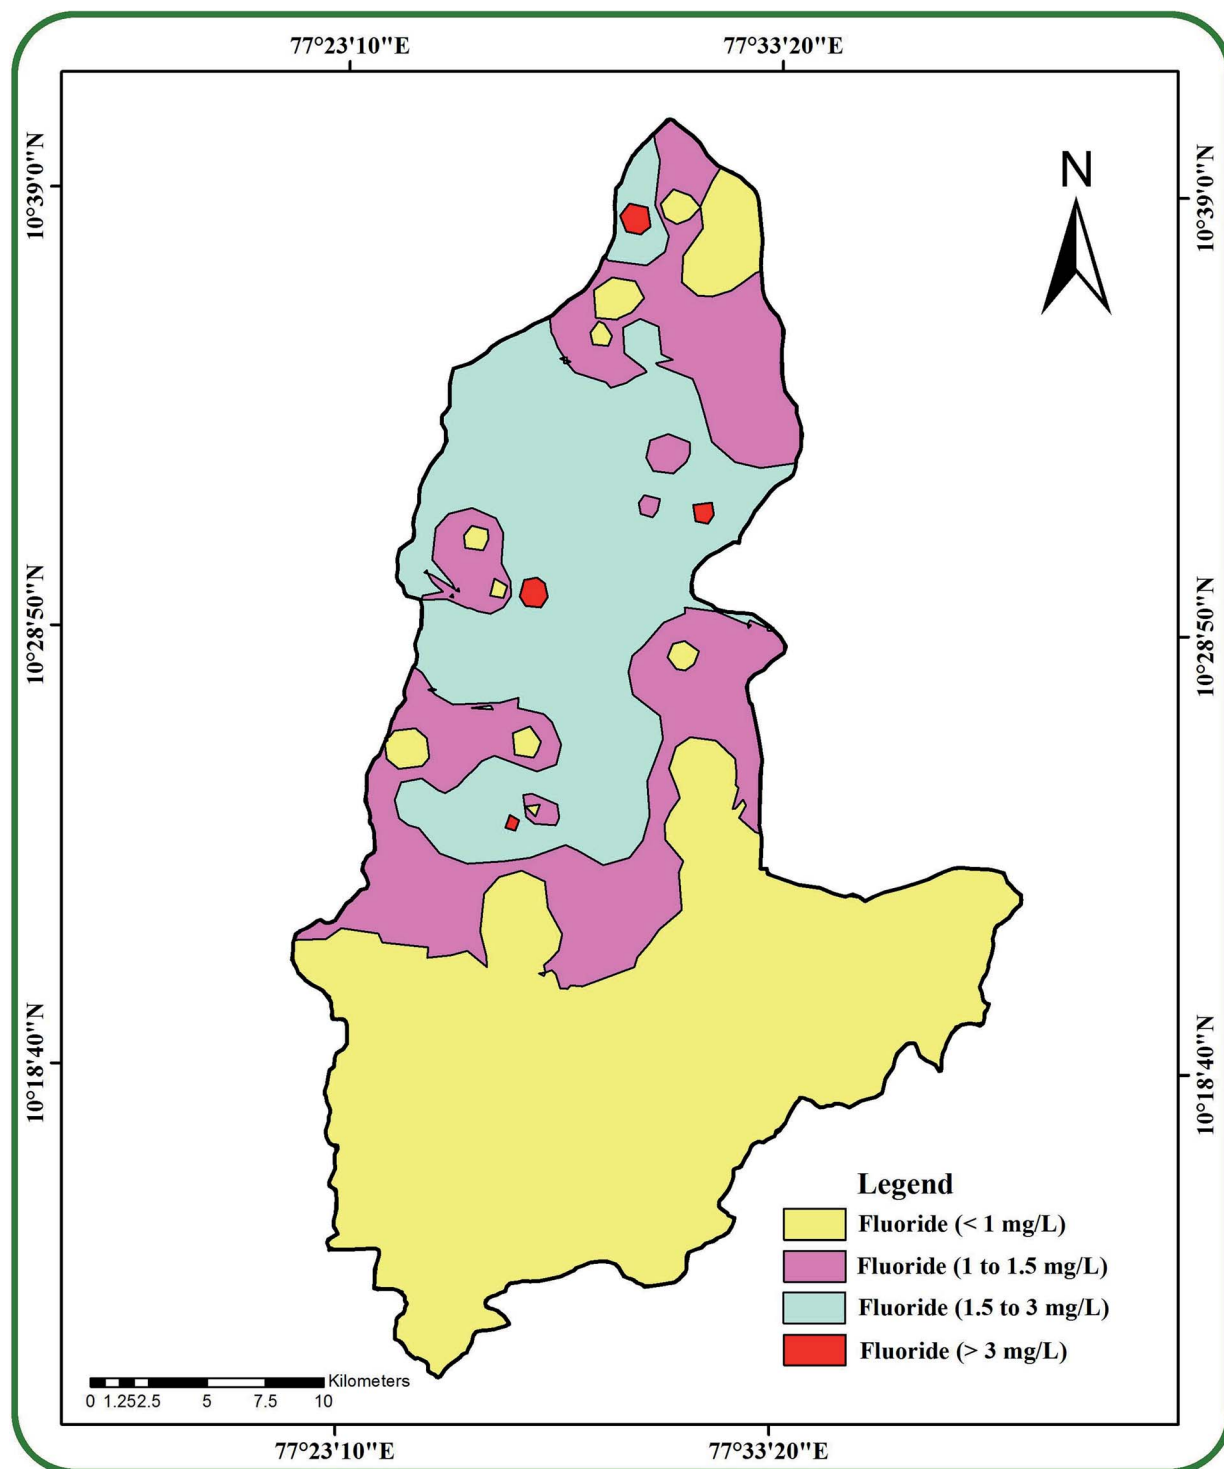 77°23'10"E 77°33'20"E
10°39'0"N
10°39'0"N
N
10°28'50"N
10°28'50"N
10°18'40"N
10°18'40"N
Legend
Fluoride (< 1 mg/L)
Fluoride (1 to 1.5 mg/L)
Fluoride (1.5 to 3 mg/L)
Fluoride (> 3 mg/L)
Kilometers
0 1.25 2.5 5 7.5 10
77°23'10"E 77°33'20"E